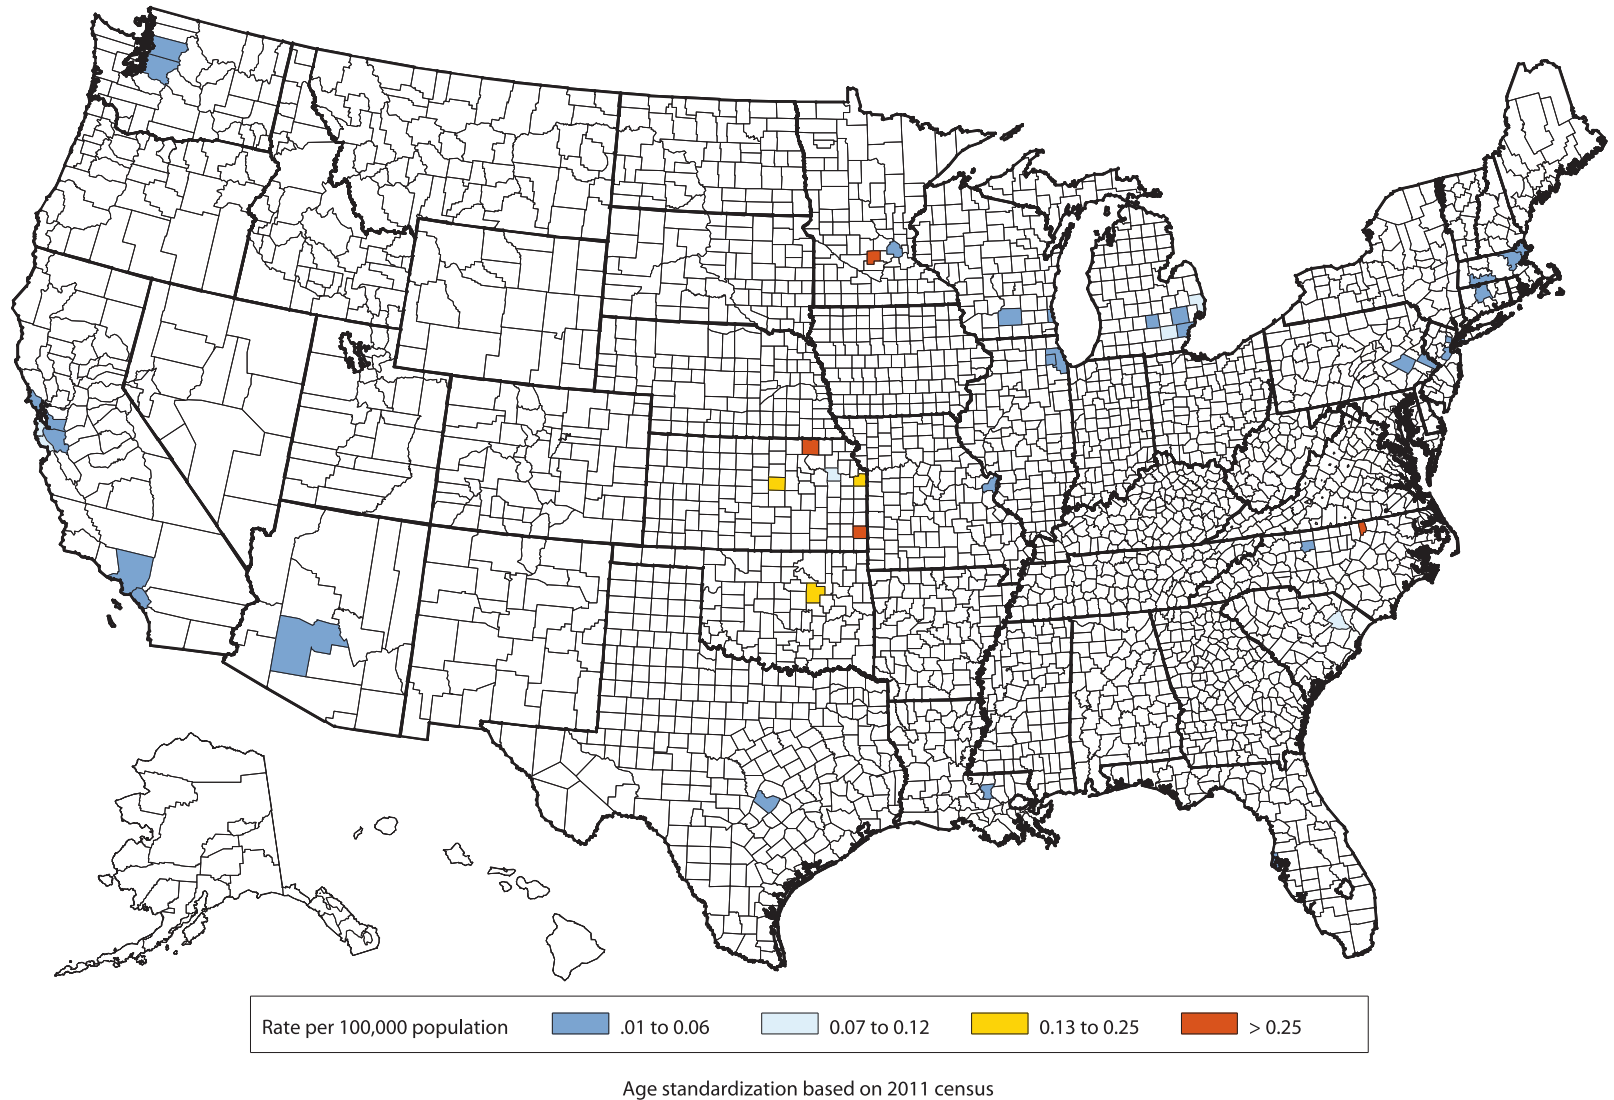 Rate per 100,000 population .01 to 0.06 0.07 to 0.12 0.13 to 0.25 > 0.25
Age standardization based on 2011 census